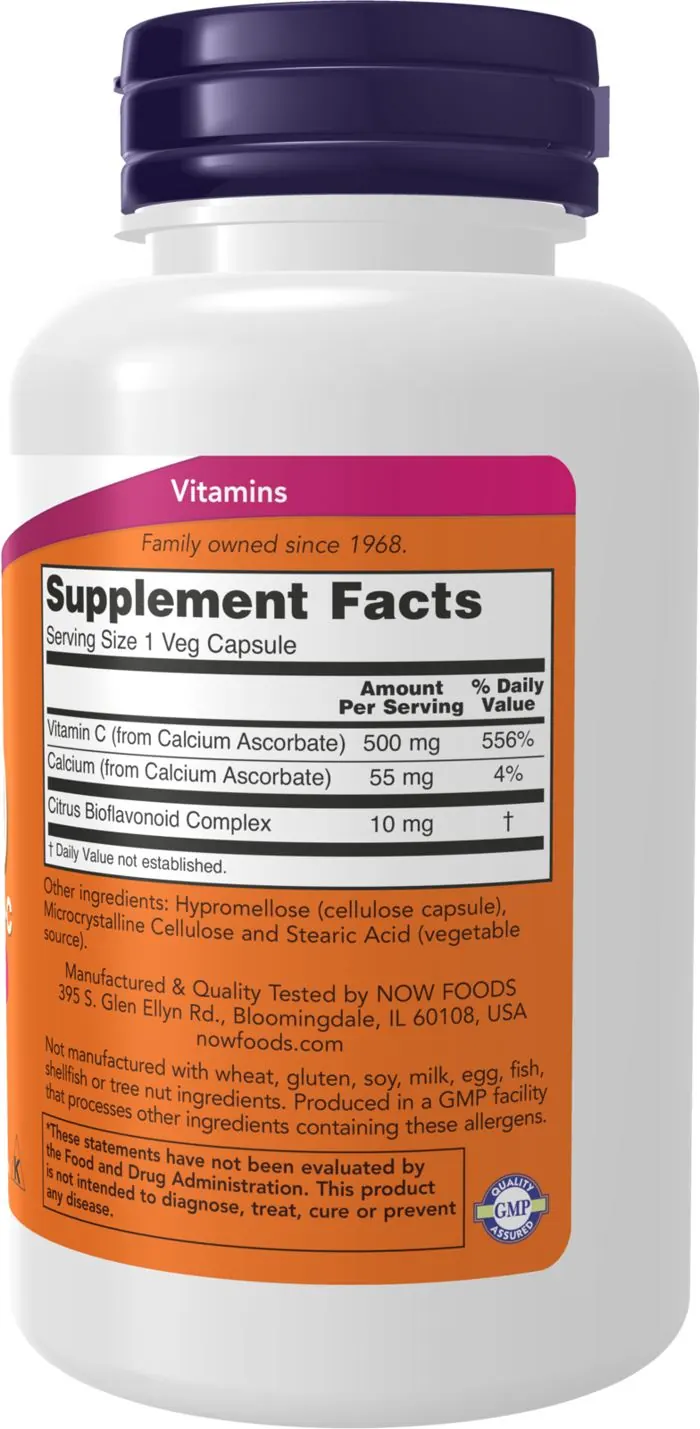 Vitamins
Family owned since 1968.
Supplement Facts
Serving Size 1 Veg Capsule
Amount Per Serving % Daily Value
Vitamin C (from Calcium Ascorbate) 500 mg 556%
Calcium (from Calcium Ascorbate) 55 mg 4%
Citrus Bioflavonoid Complex 10 mg †
† Daily Value not established.
Other ingredients: Hypromellose (cellulose capsule),
Microcrystalline Cellulose and Stearic Acid (vegetable
source).
Manufactured & Quality Tested by NOW FOODS
395 S. Glen Ellyn Rd., Bloomingdale, IL 60108, USA
nowfoods.com
Not manufactured with wheat, gluten, soy, milk, egg, fish,
shellfish or tree nut ingredients. Produced in a GMP facility
that processes other ingredients containing these allergens.
*These statements have not been evaluated by
the Food and Drug Administration. This product
is not intended to diagnose, treat, cure or prevent
any disease.
QUALITY
GMP
ASSURED
C
K